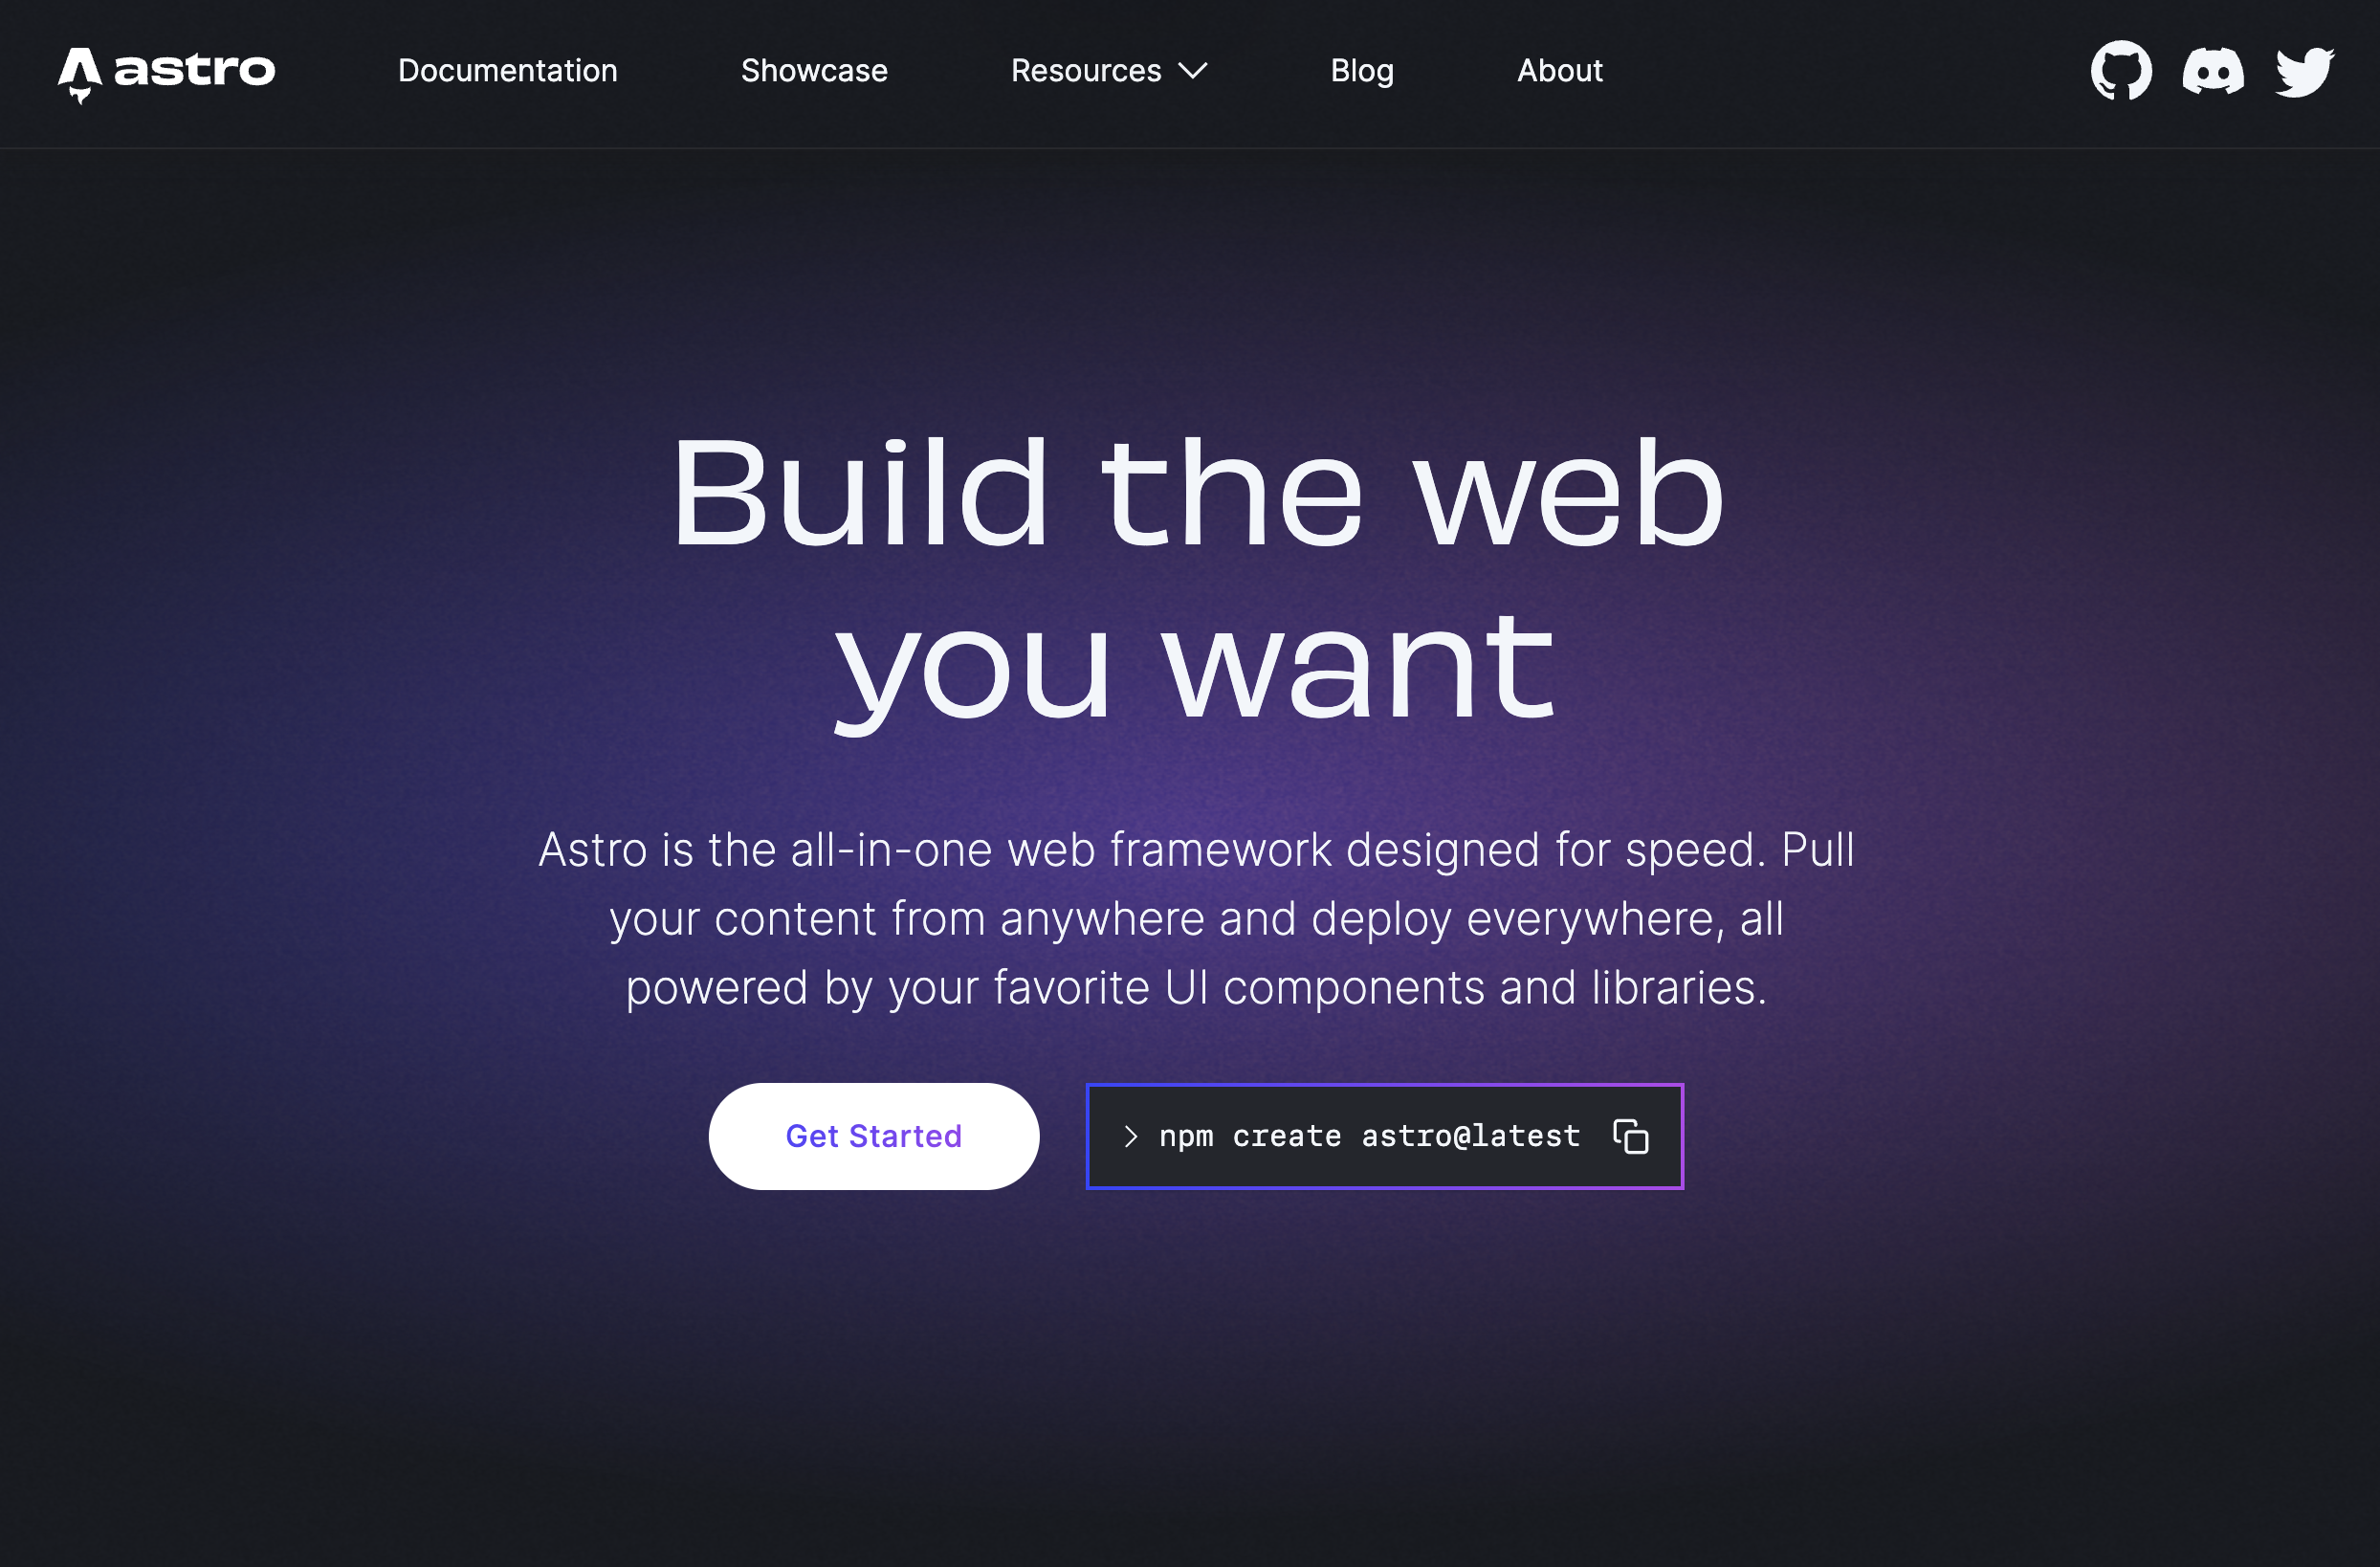 astro
Documentation
Showcase
Resources
Blog
About
Build the web
you want
Astro is the all-in-one web framework designed for speed. Pull
your content from anywhere and deploy everywhere, all
powered by your favorite UI components and libraries.
Get Started
> npm create astro@latest